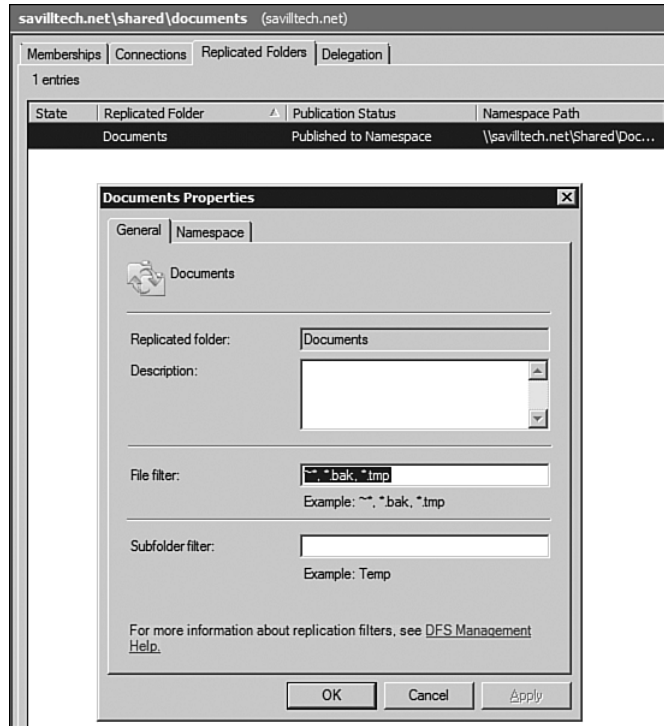 savilltech.net\shared\documents (savilltech.net)
Memberships Connections Replicated Folders Delegation
1 entries
State Replicated Folder Publication Status Namespace Path
Documents Published to Namespace \\savilltech.net\Shared\Doc...
Documents Properties
General Namespace
Documents
Replicated folder: Documents
Description:
File filter: ~*, *.bak, *.tmp
Example: ~*, *.bak, *.tmp
Subfolder filter:
Example: Temp
For more information about replication filters, see DFS Management
Help.
OK Cancel Apply